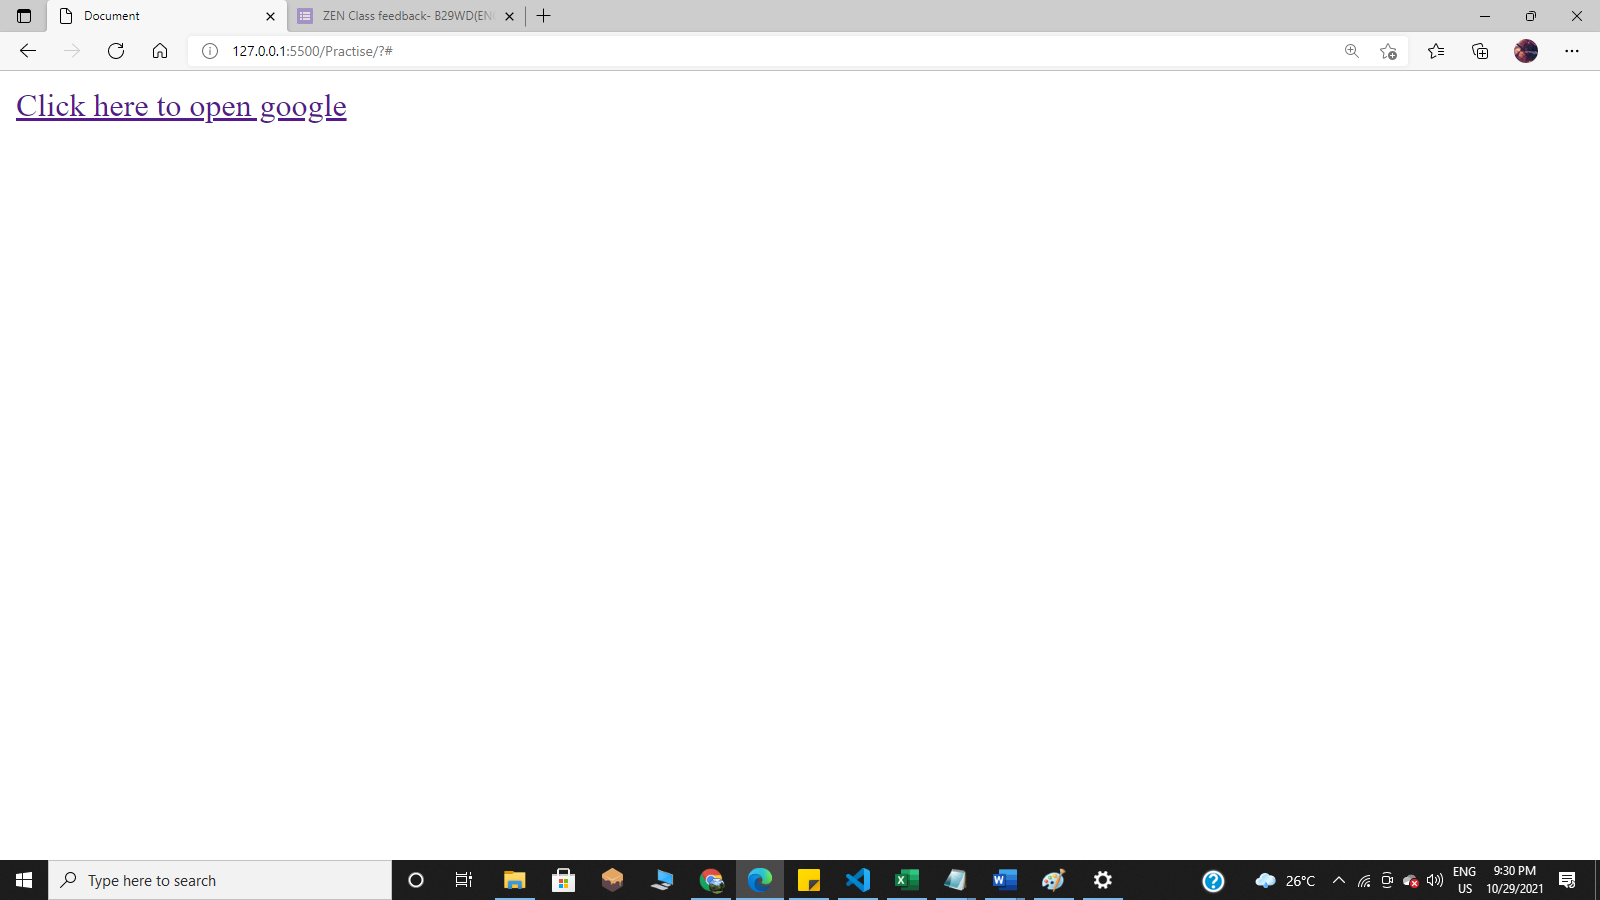 Document
ZEN Class feedback- B29WD(EN
127.0.0.1:5500/Practise/?#
Click here to open google
Type here to search
26°C
ENG
US
9:30 PM
10/29/2021